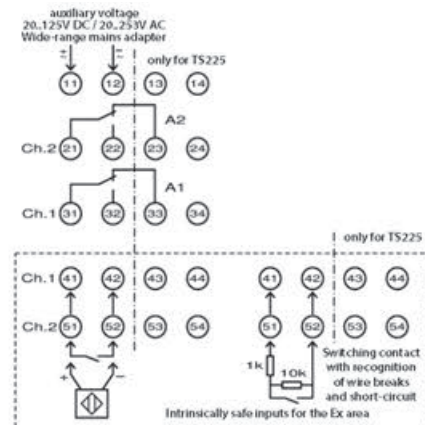 auxiliary voltage
20..125V DC / 20..253V AC
Wide-range mains adapter
only for TS225
± ±
11 12 13 14
A2
Ch.2 21 22 23 24
A1
Ch.1 31 32 33 34
only for TS225
Ch.1 41 42 43 44 41 42 43 44
Ch.2 51 52 53 54 51 52 53 54
1k 10k
+ −
Switching contact
with recognition
of wire breaks
and short-circuit
Intrinsically safe inputs for the Ex area